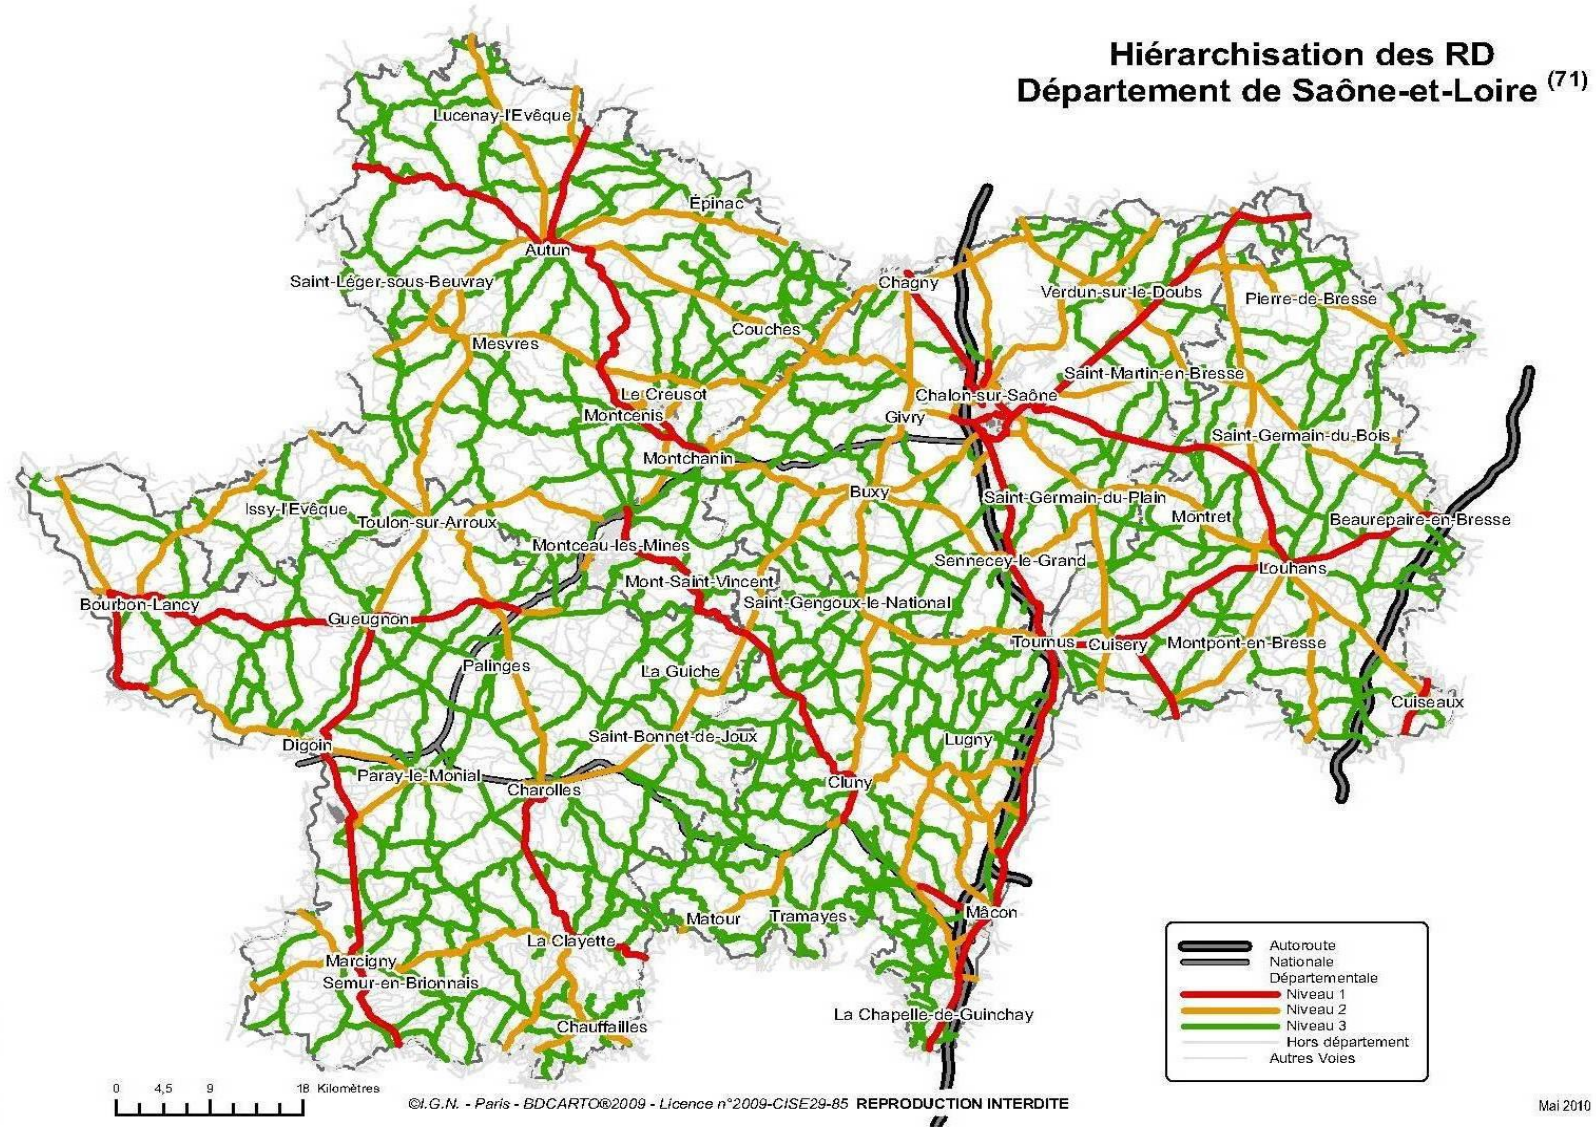 Hiérarchisation des RD
Département de Saône-et-Loire (71)
Lucenay-l'Evêque
Épinac
Autun
Saint-Léger-sous-Beuvray
Chagny
Verdun-sur-le-Doubs
Pierre-de-Bresse
Couches
Mesvres
Saint-Martin-en-Bresse
Le Creusot
Chalon-sur-Saône
Montcenis
Givry
Saint-Germain-du-Bois
Montchanin
Buxy
Saint-Germain-du-Plain
Issy-l'Evêque
Toulon-sur-Arroux
Montret
Beaurepaire-en-Bresse
Montceau-les-Mines
Sennecey-le-Grand
Louhans
Mont-Saint-Vincent
Bourbon-Lancy
Saint-Gengoux-le-National
Gueugnon
Tournus
Cuisery
Montpont-en-Bresse
Palinges
La Guiche
Cuiseaux
Saint-Bonnet-de-Joux
Lugny
Digoin
Paray-le-Monial
Cluny
Charolles
Matour
Tramayes
Mâcon
La Clayette
Marcigny
Semur-en-Brionnais
La Chapelle-de-Guinchay
Chauffailles
Autoroute
Nationale
Départementale
Niveau 1
Niveau 2
Niveau 3
Hors département
Autres Voies
0 4,5 9 18 Kilomètres
©I.G.N. - Paris - BDCARTO®2009 - Licence n°2009-CISE29-85 REPRODUCTION INTERDITE
Mai 2010